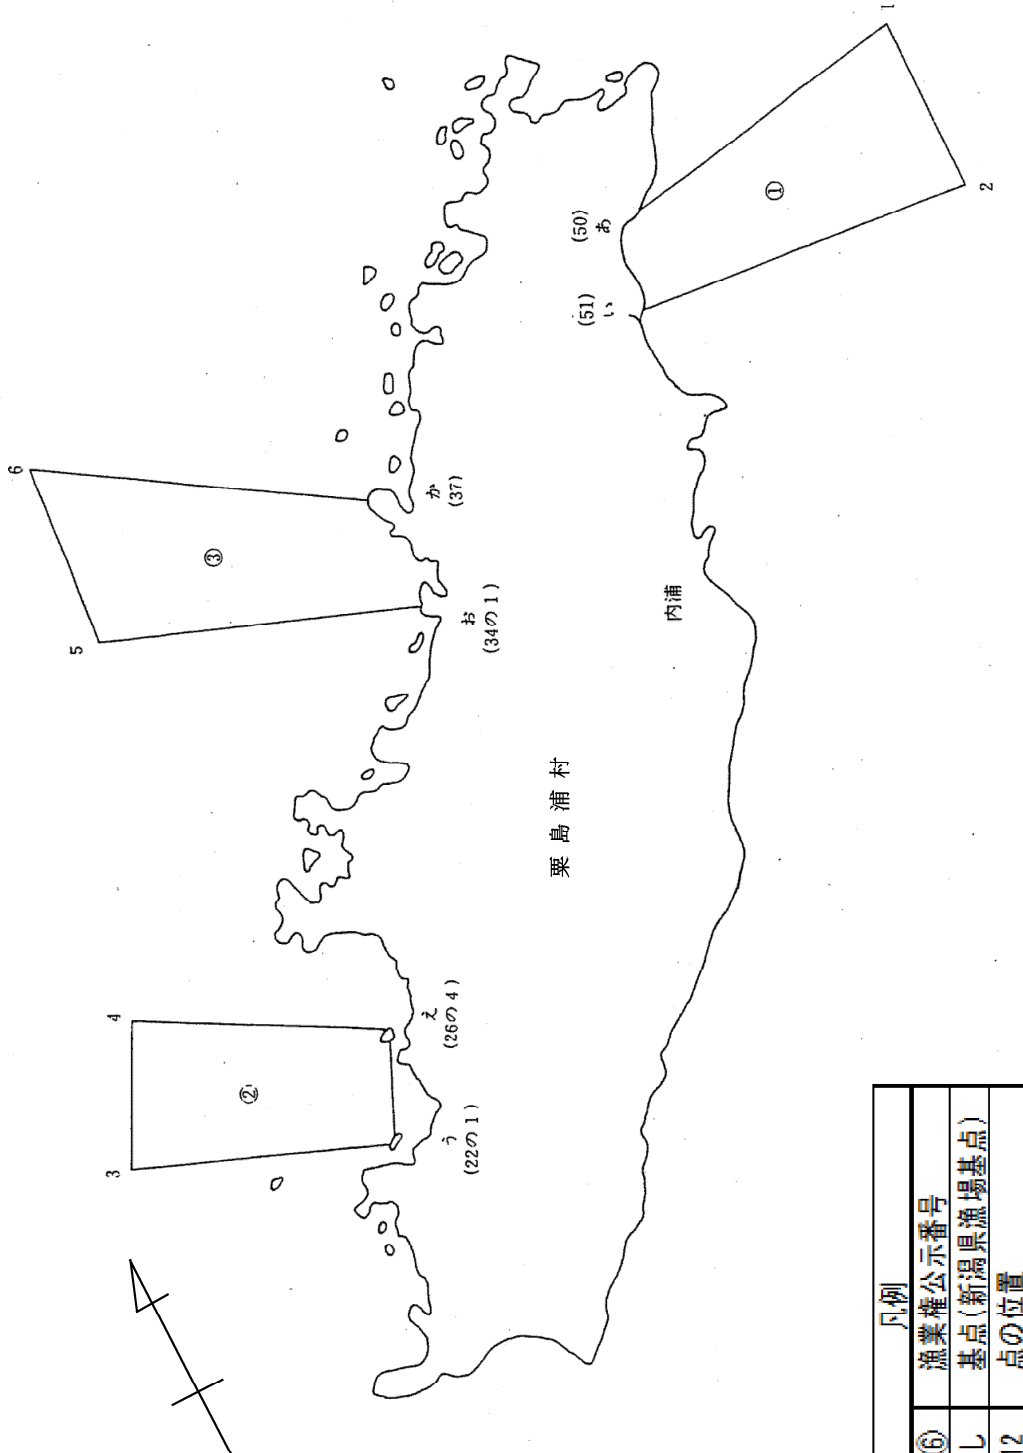 6
5
③
か
(37)
お
(34の1)
4
3
②
え
(26の4)
う
(22の1)
粟島浦村
内浦
(50)
あ
(51)
い
①
1
2
凡例
⑥ 漁業権公示番号
し 基点(新潟県漁場基点)
12 点の位置